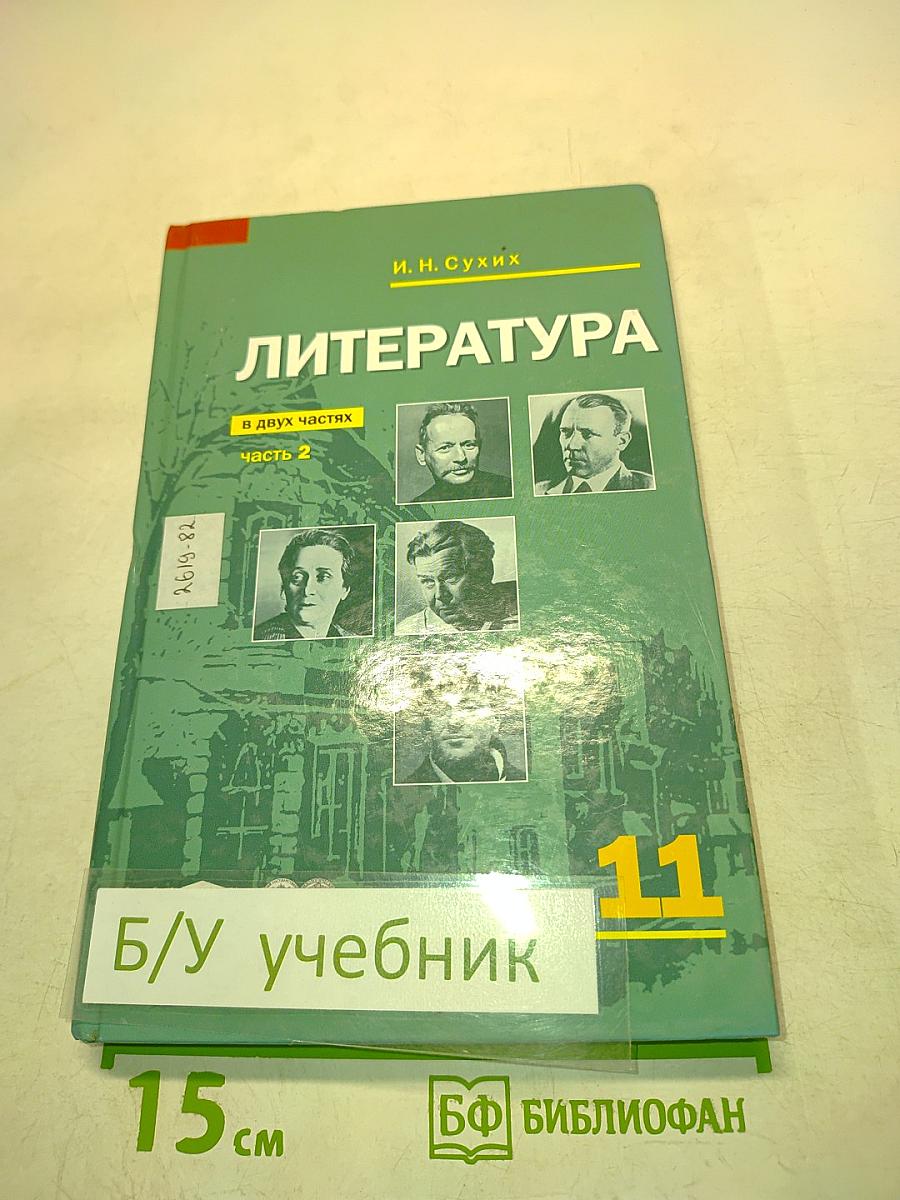 И. Н. Сухих
ЛИТЕРАТУРА
в двух частях
часть 2
2619-82
11
Б/У учебник
15 см
БФ БИБЛИОФАН